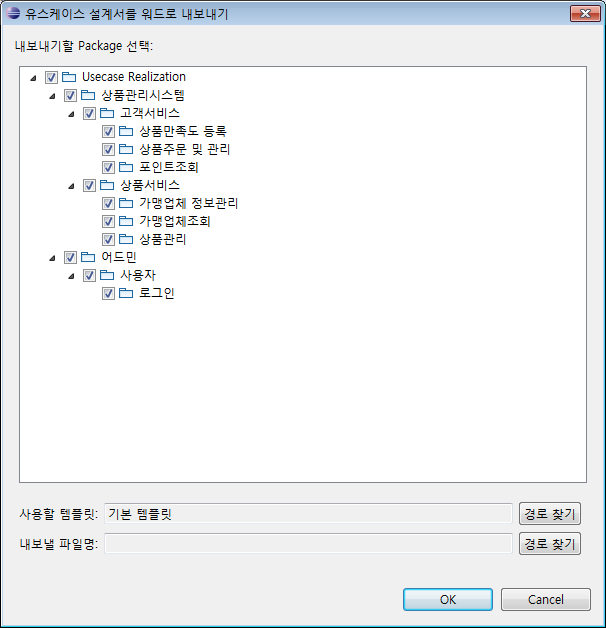 유스케이스 설계서를 워드로 내보내기
내보내기할 Package 선택:
Usecase Realization
상품관리시스템
고객서비스
상품만족도 등록
상품주문 및 관리
포인트조회
상품서비스
가맹업체 정보관리
가맹업체조회
상품관리
어드민
사용자
로그인
사용할 템플릿: 기본 템플릿 경로 찾기
내보낼 파일명: 경로 찾기
OK Cancel